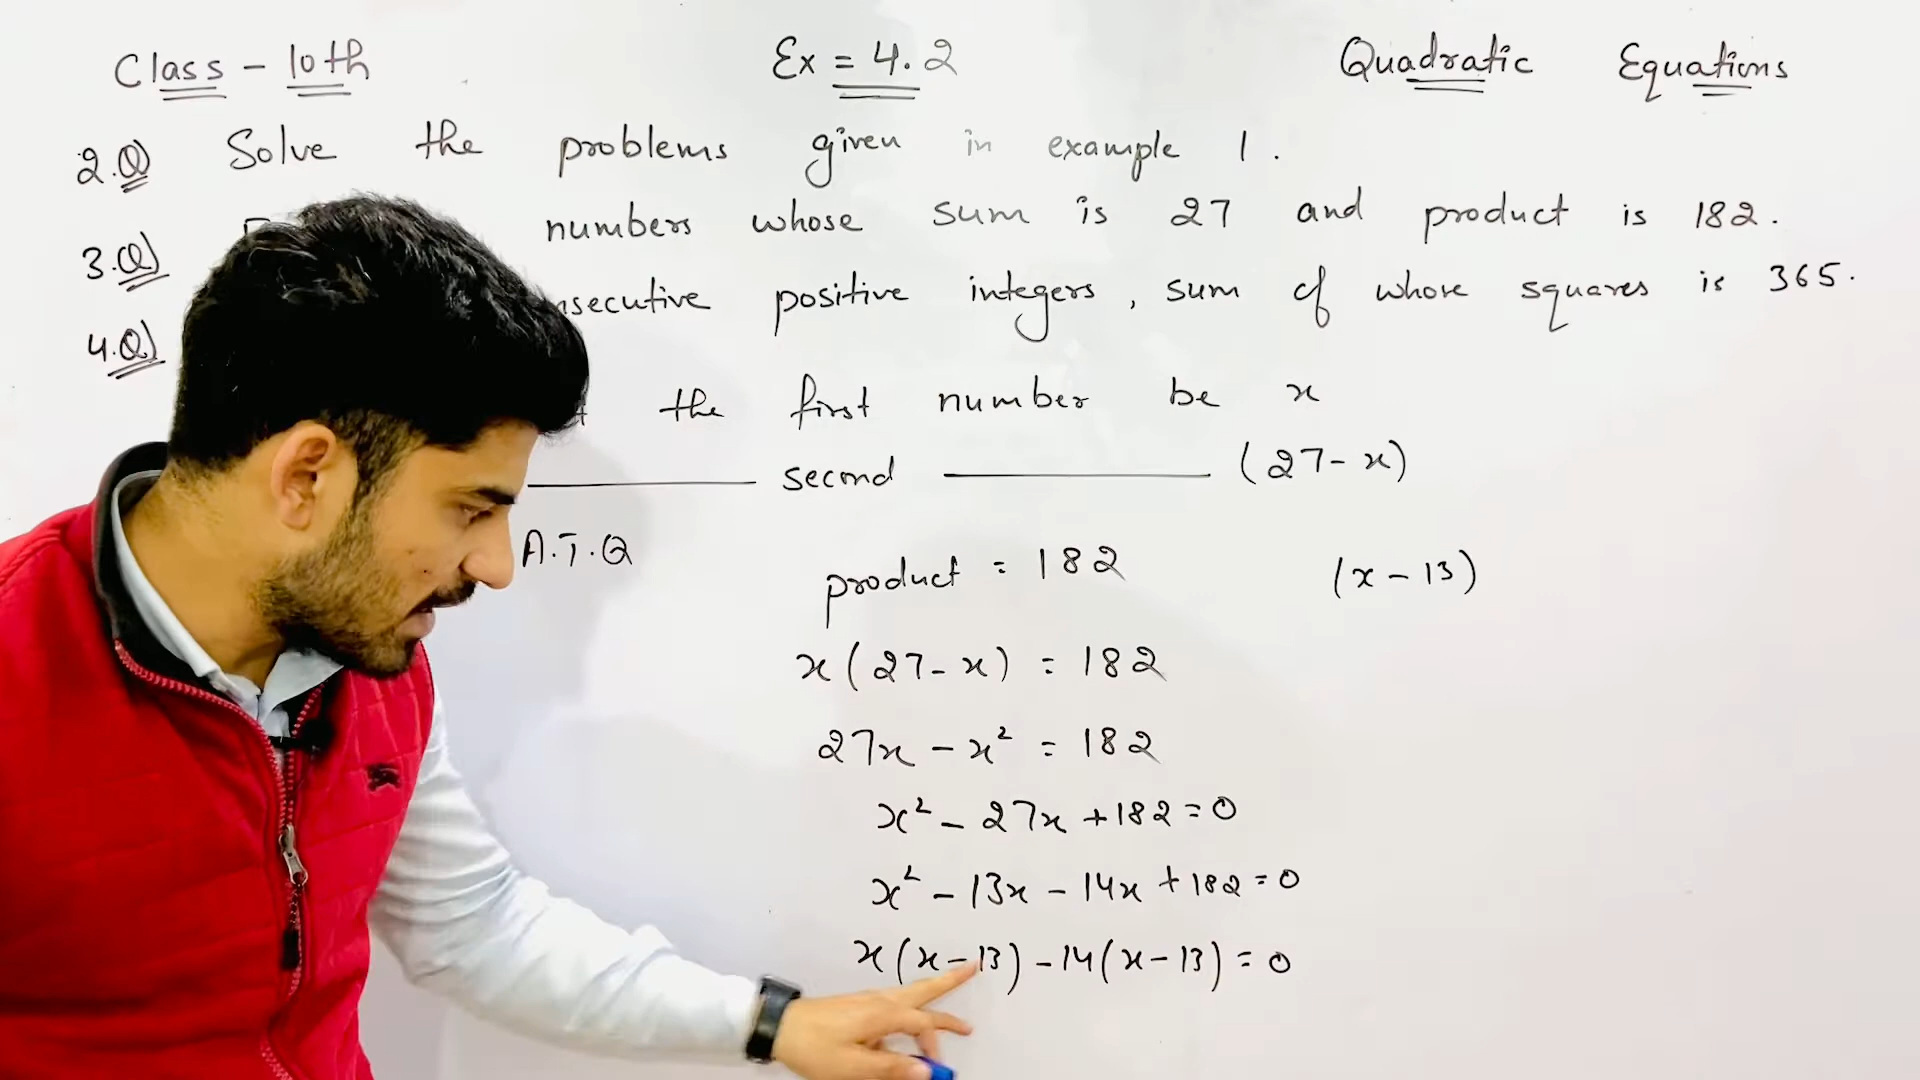 Class - 10th Ex = 4.2 Quadratic Equations
2.Q) Solve the problems given in example 1.
3.Q) numbers whose sum is 27 and product is 182.
4.Q) positive integers, sum of whose squares is 365.
the first number be x
second (27-x)
A.T.Q product = 182 (x - 13)
x(27-x) = 182
27x - x² = 182
x² - 27x + 182 = 0
x² - 13x - 14x + 182 = 0
x(x-13) - 14(x-13) = 0